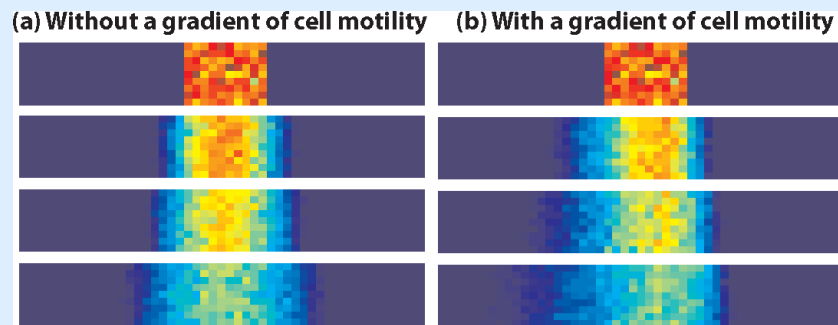 (a) Without a gradient of cell motility
(b) With a gradient of cell motility